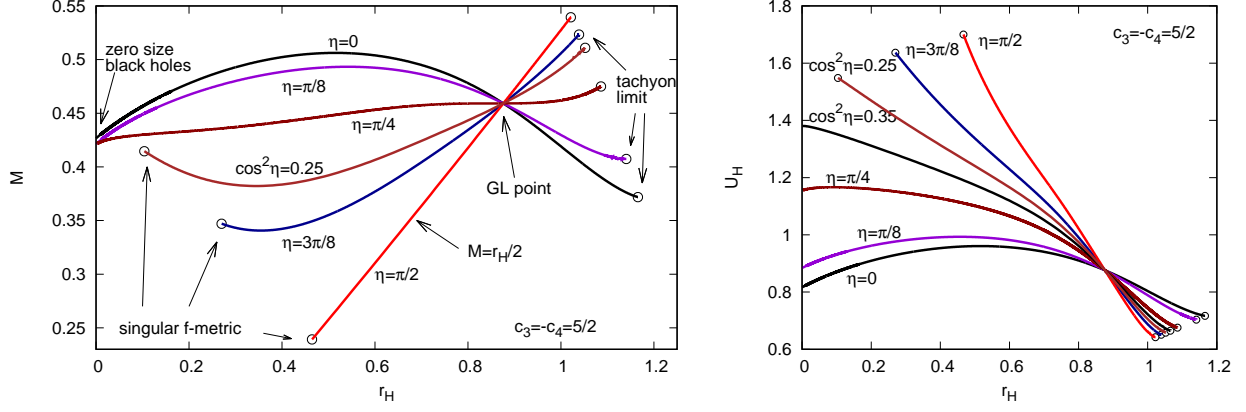 0.55
0.5
0.45
0.4
0.35
0.3
0.25
M
0
0.2
0.4
0.6
0.8
1
1.2
r_H
zero size
black holes
η=0
η=π/8
η=π/4
cos²η=0.25
η=3π/8
η=π/2
M=r_H/2
GL point
tachyon
limit
singular f-metric
c₃=-c₄=5/2
1.8
1.6
1.4
1.2
1
0.8
0.6
U_H
0
0.2
0.4
0.6
0.8
1
1.2
r_H
c₃=-c₄=5/2
η=π/2
η=3π/8
cos²η=0.25
cos²η=0.35
η=π/4
η=π/8
η=0